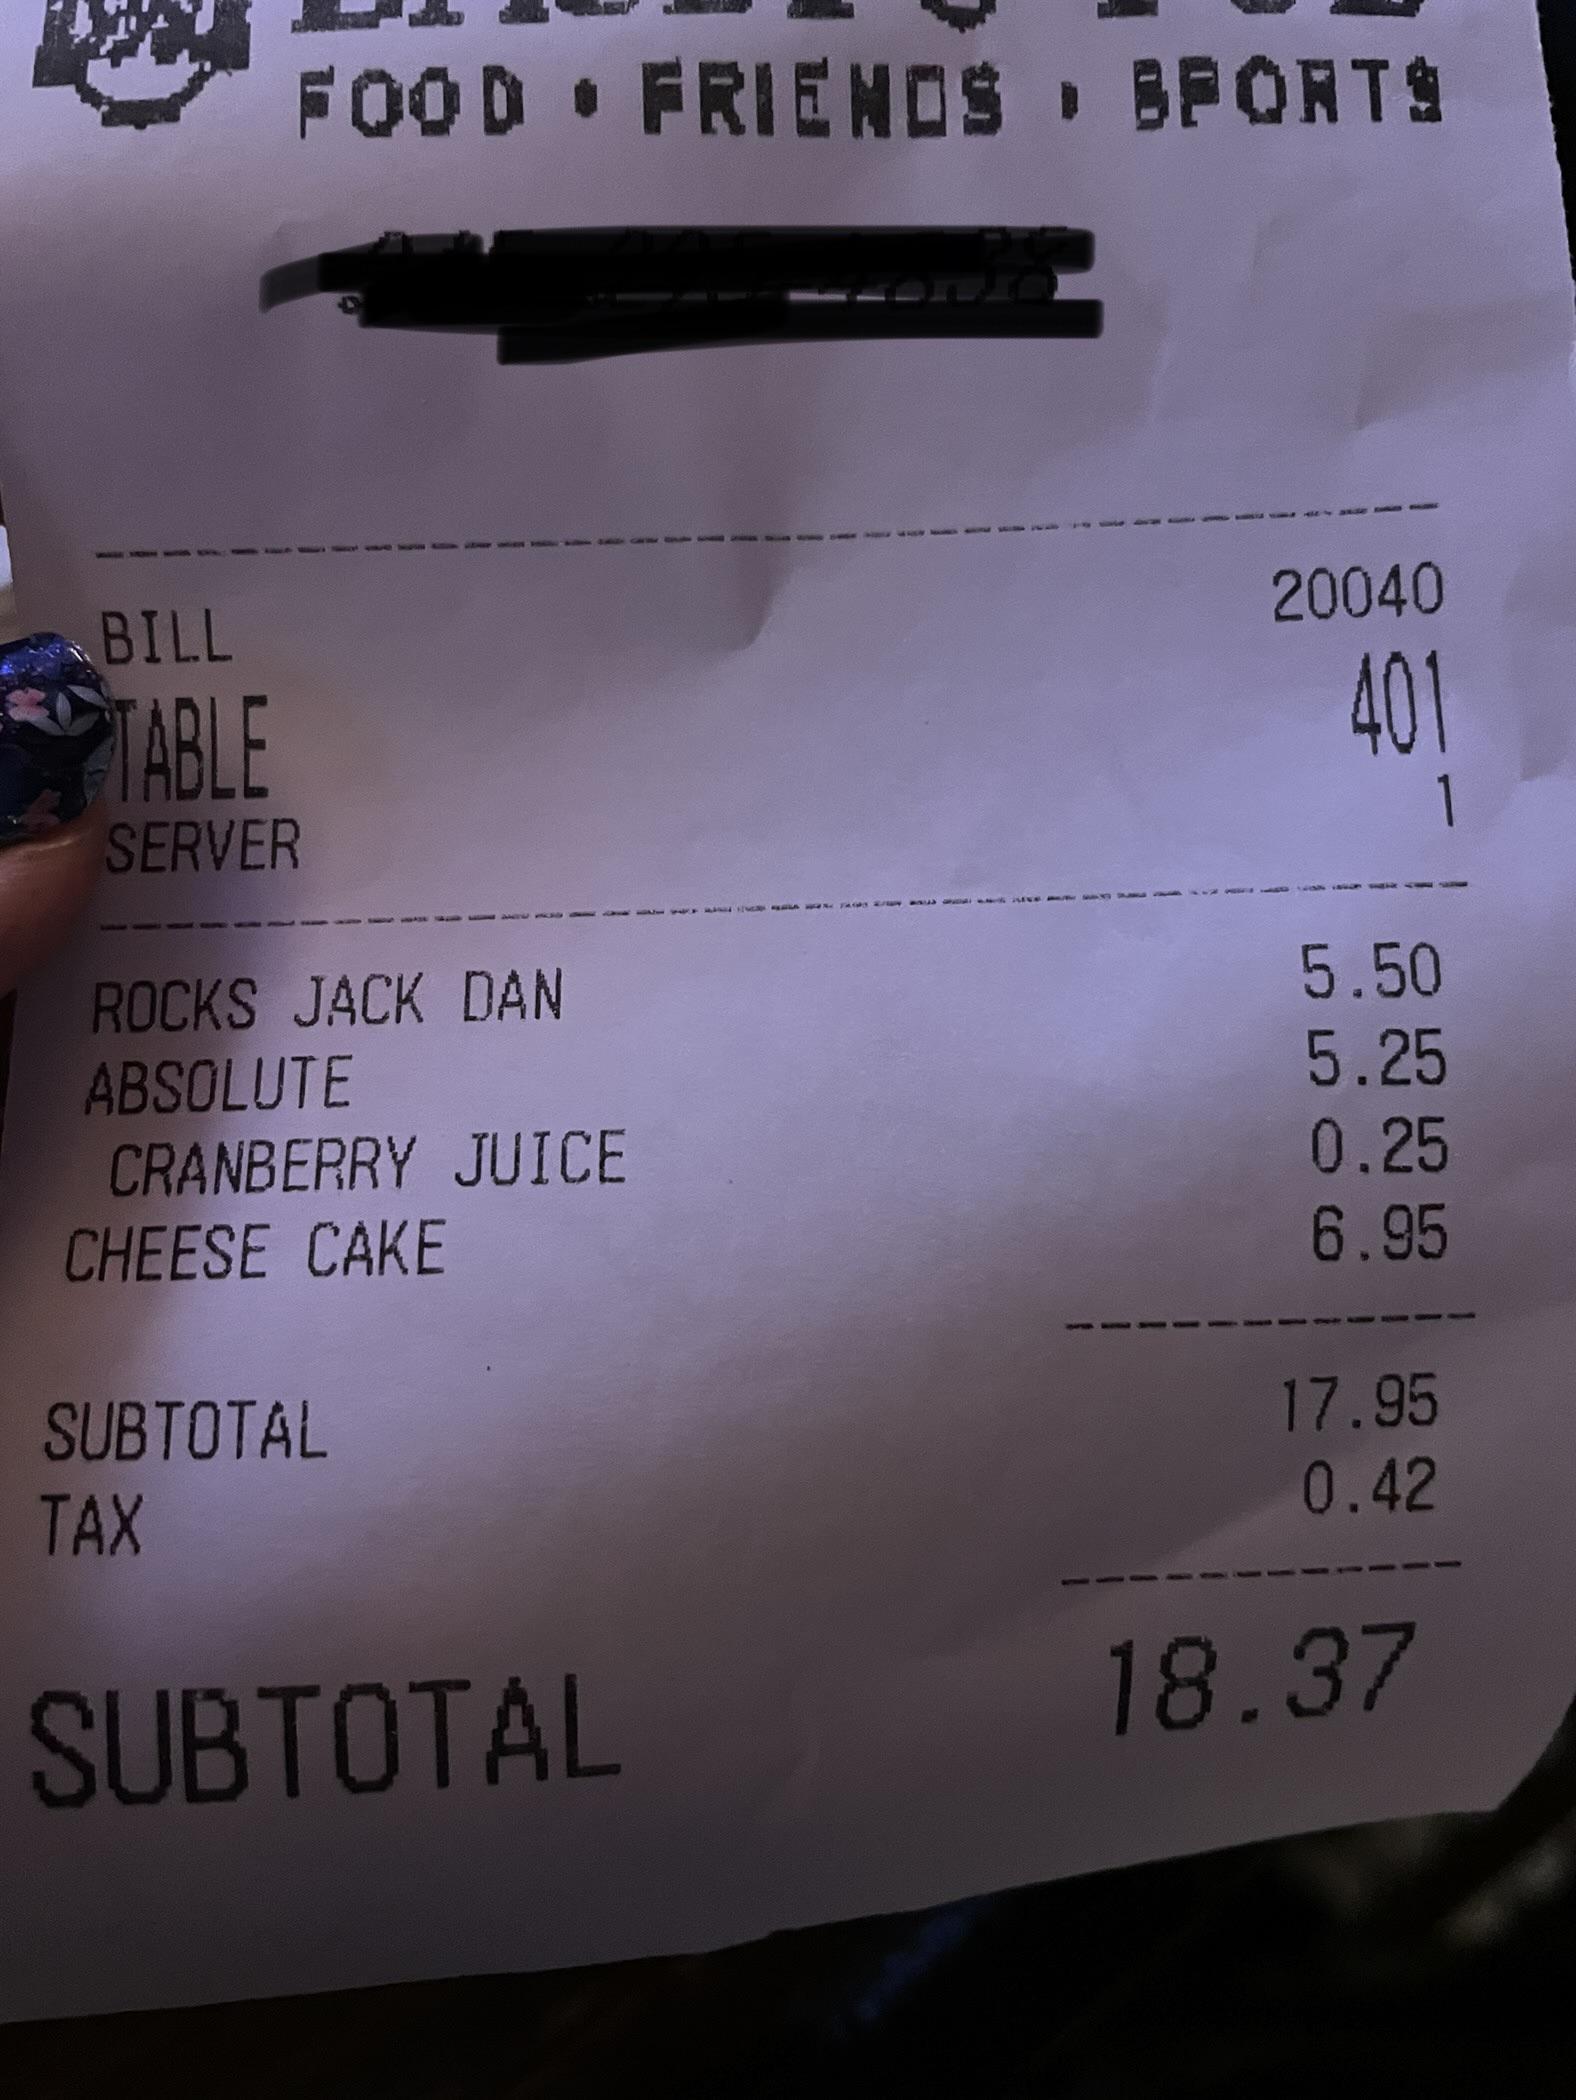 FOOD • FRIENDS • SPORTS
BILL 20040
TABLE 401
SERVER 1
ROCKS JACK DAN 5.50
ABSOLUTE 5.25
CRANBERRY JUICE 0.25
CHEESE CAKE 6.95
SUBTOTAL 17.95
TAX 0.42
SUBTOTAL 18.37